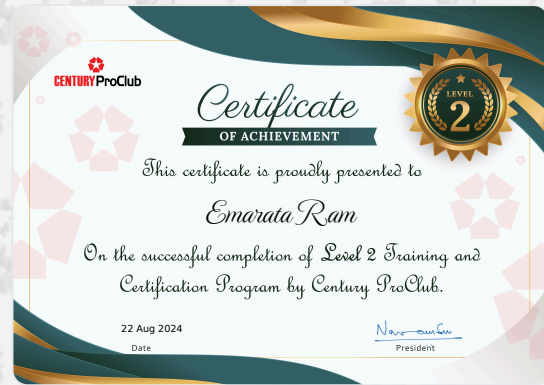 CENTURY ProClub
LEVEL
2
Certificate
OF ACHIEVEMENT
This certificate is proudly presented to
Emarata Ram
On the successful completion of Level 2 Training and
Certification Program by Century ProClub.
22 Aug 2024
Date
President